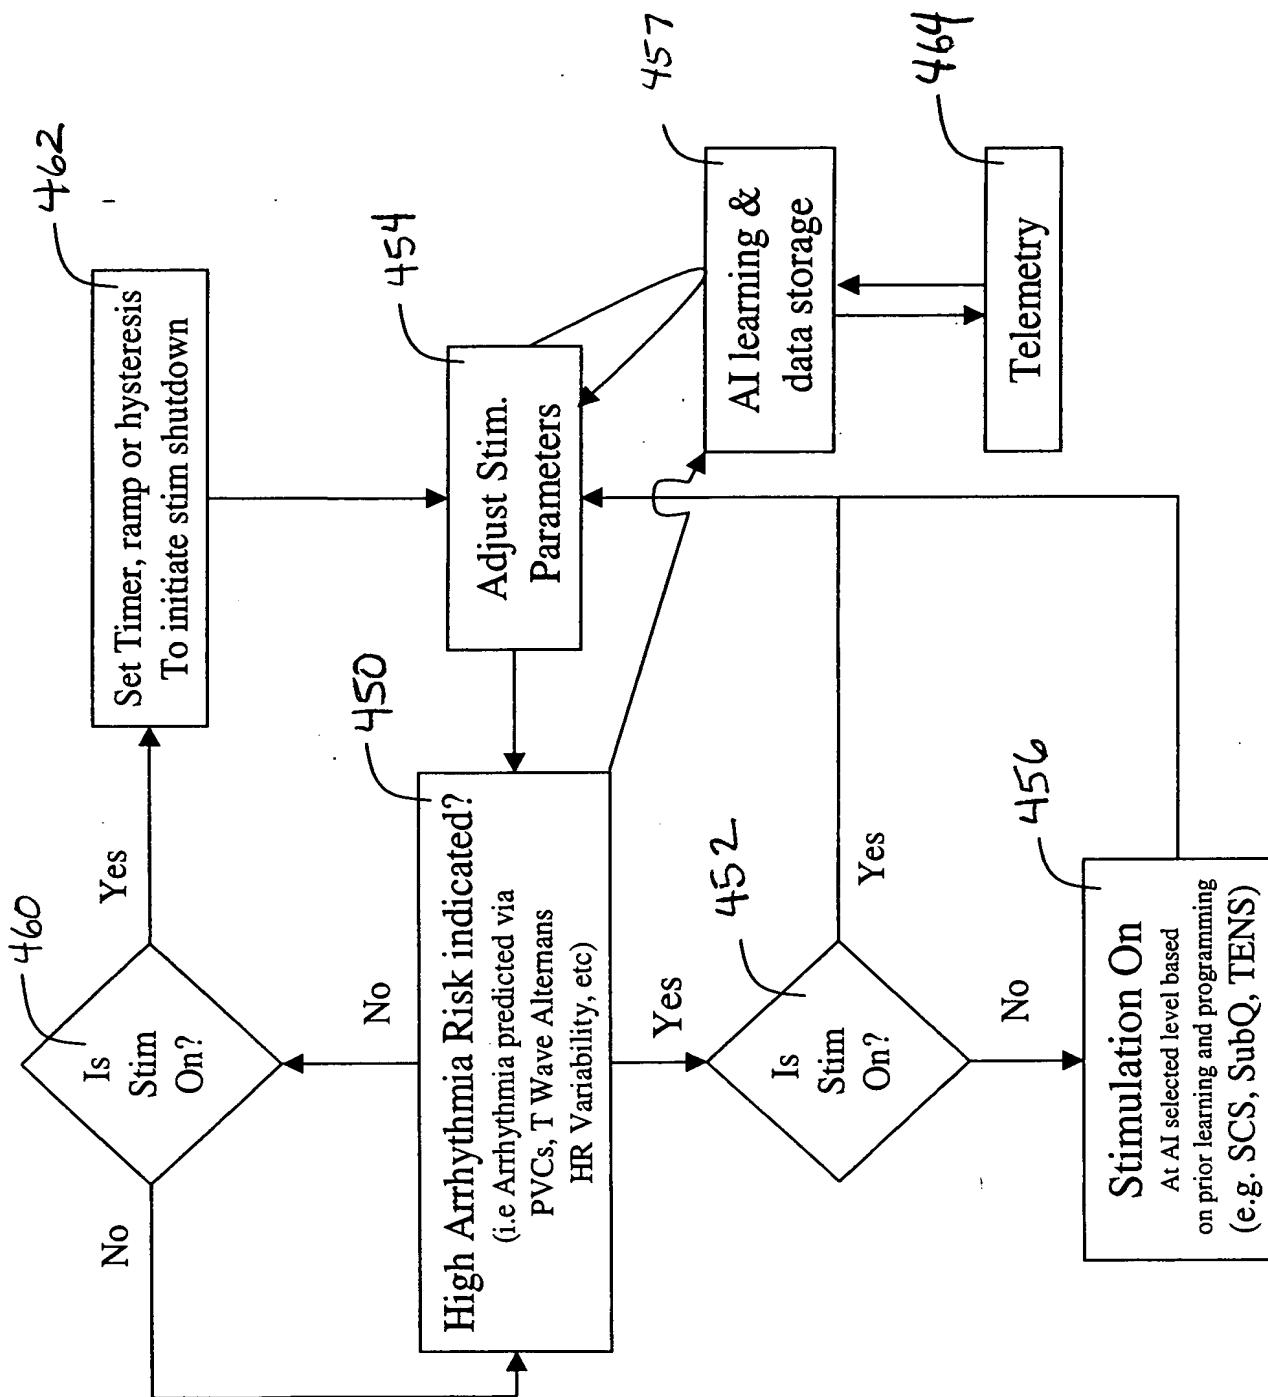 460
Is
Stim
On?
Yes
No
462
Set Timer, ramp or hysteresis
To initiate stim shutdown
No
450
High Arrhythmia Risk indicated?
(i.e Arrhythmia predicted via
PVCs, T Wave Alternans
HR Variability, etc)
454
Adjust Stim.
Parameters
Yes
452
Is
Stim
On?
Yes
No
457
AI learning &
data storage
456
Stimulation On
At AI selected level based
on prior learning and programming
(e.g. SCS, SubQ, TENS)
464
Telemetry